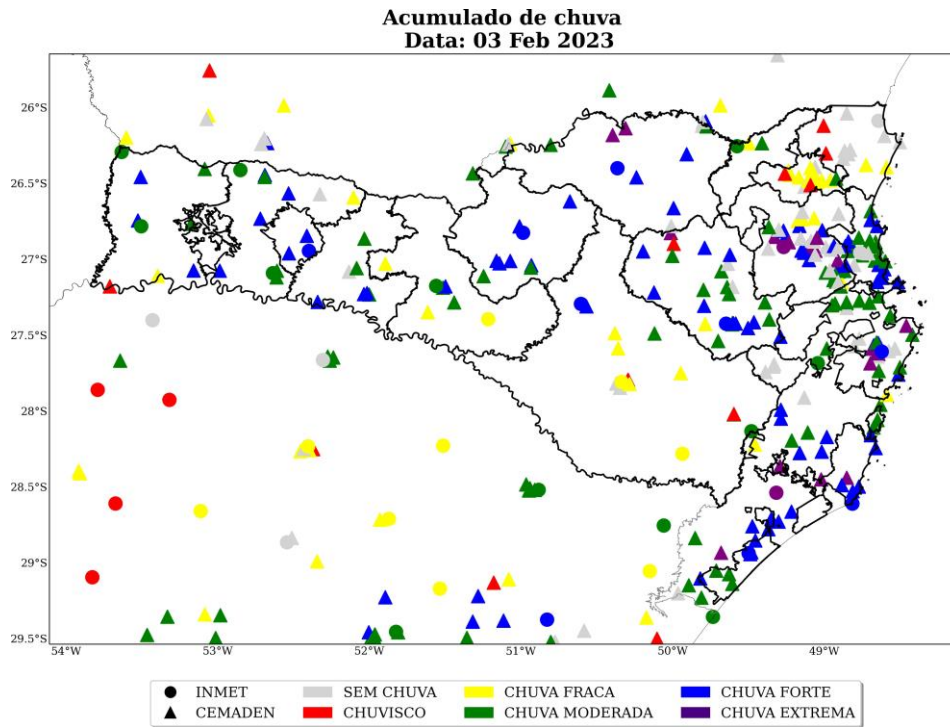 Acumulado de chuva
Data: 03 Feb 2023
26°S
26.5°S
27°S
27.5°S
28°S
28.5°S
29°S
29.5°S
54°W
53°W
52°W
51°W
50°W
49°W
INMET
SEM CHUVA
CHUVA FRACA
CHUVA FORTE
CEMADEN
CHUVISCO
CHUVA MODERADA
CHUVA EXTREMA